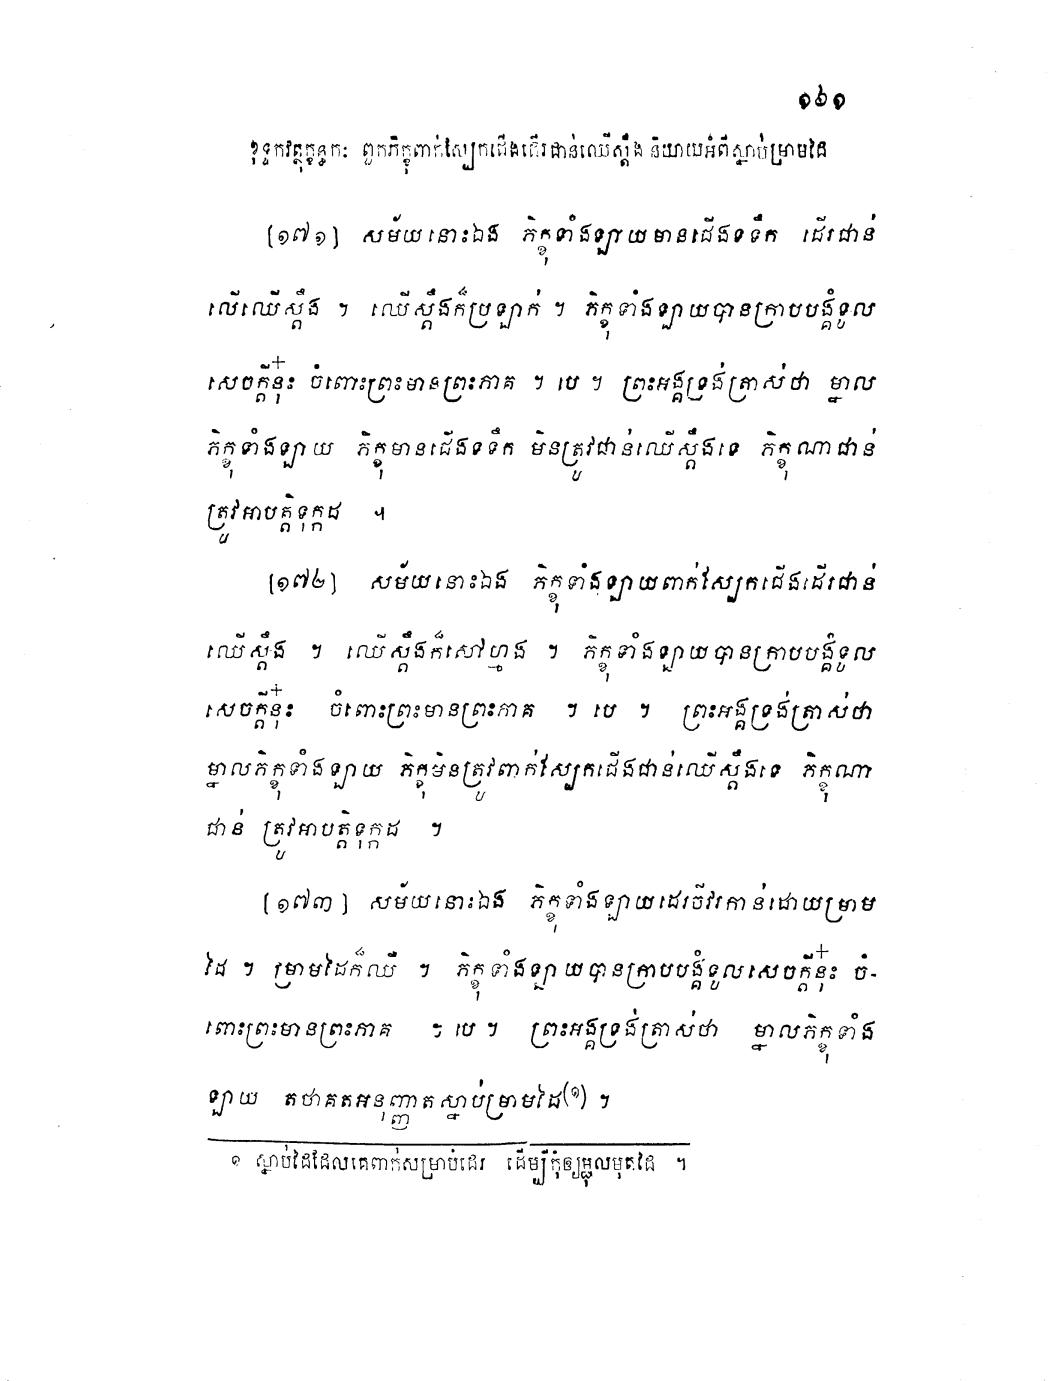 ១៦១
ខុទ្ទកវត្ថុក្ខន្ធកៈ ពួកភិក្ខុពាក់ស្បែកជើងដើរជាន់ឈើស្ដឹង និយាយអំពីស្នាប់ម្រាមដៃ
[១៧១] សម័យនោះឯង ភិក្ខុទាំងឡាយមានជើងទទឹក ដើរជាន់
លើឈើស្ដឹង ។ ឈើស្ដឹងក៏ប្រឡាក់ ។ ភិក្ខុទាំងឡាយបានក្រាបបង្គំទូល
សេចក្ដីនុ៎ះ ចំពោះព្រះមានព្រះភាគ ។ បេ ។ ព្រះអង្គទ្រង់ត្រាស់ថា ម្នាល
ភិក្ខុទាំងឡាយ ភិក្ខុមានជើងទទឹក មិនត្រូវជាន់ឈើស្ដឹងទេ ភិក្ខុណាជាន់
ត្រូវអាបត្តិទុក្កដ ។
[១៧២] សម័យនោះឯង ភិក្ខុទាំងឡាយពាក់ស្បែកជើងដើរជាន់
ឈើស្ដឹង ។ ឈើស្ដឹងក៏សៅហ្មង ។ ភិក្ខុទាំងឡាយបានក្រាបបង្គំទូល
សេចក្ដីនុ៎ះ ចំពោះព្រះមានព្រះភាគ ។ បេ ។ ព្រះអង្គទ្រង់ត្រាស់ថា
ម្នាលភិក្ខុទាំងឡាយ ភិក្ខុមិនត្រូវពាក់ស្បែកជើងជាន់ឈើស្ដឹងទេ ភិក្ខុណា
ជាន់ ត្រូវអាបត្តិទុក្កដ ។
[១៧៣] សម័យនោះឯង ភិក្ខុទាំងឡាយដេរចីវរកាន់ដោយម្រាម
ដៃ ។ ម្រាមដៃក៏ឈឺ ។ ភិក្ខុទាំងឡាយបានក្រាបបង្គំទូលសេចក្ដីនុ៎ះ ចំ-
ពោះព្រះមានព្រះភាគ ។ បេ ។ ព្រះអង្គទ្រង់ត្រាស់ថា ម្នាលភិក្ខុទាំង
ឡាយ តថាគតអនុញ្ញាតស្នាប់ម្រាមដៃ(១) ។
១ ស្នាប់ដៃដែលគេពាក់សម្រាប់ដេរ ដើម្បីកុំឲ្យម្ជុលមុតដៃ ។